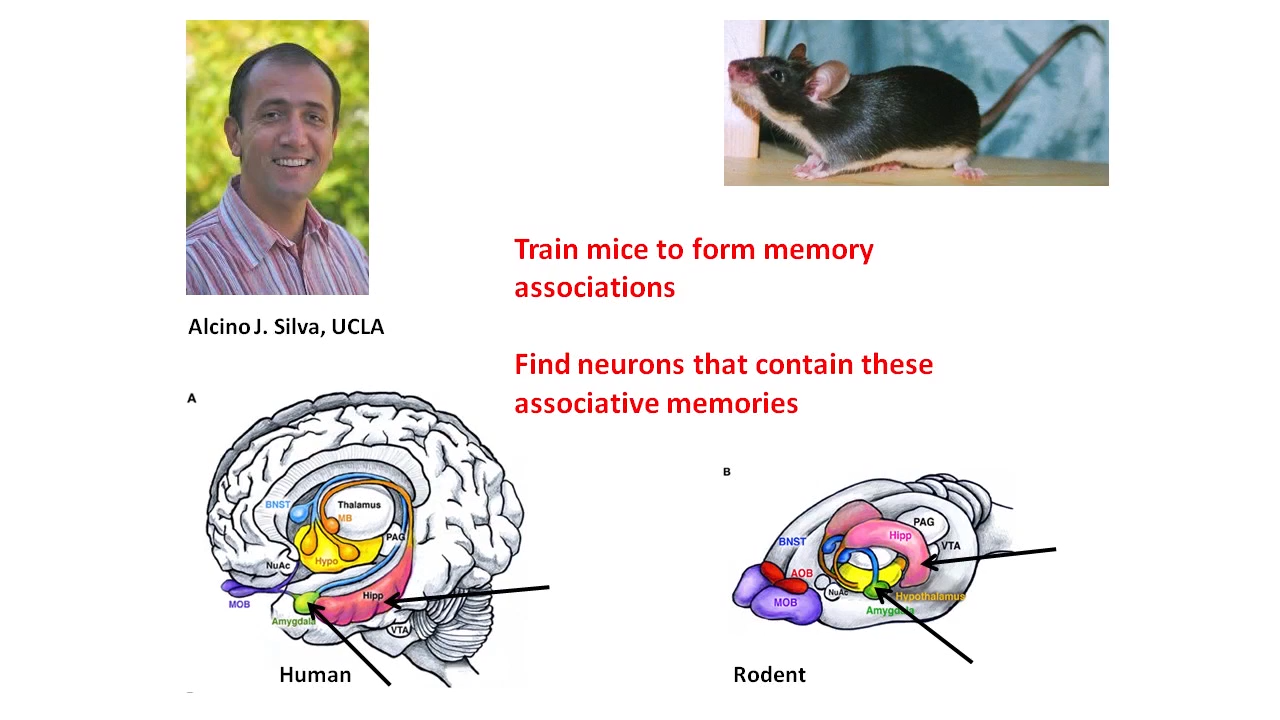 Alcino J. Silva, UCLA
Train mice to form memory
associations
Find neurons that contain these
associative memories
A
BNST
Thalamus
MB
PAG
Hypo
NuAc
MOB
Hipp
Amygdala
VTA
Human
B
PAG
Hipp
BNST
VTA
AOB
NuAc
Hypothalamus
MOB
Amygdala
Rodent